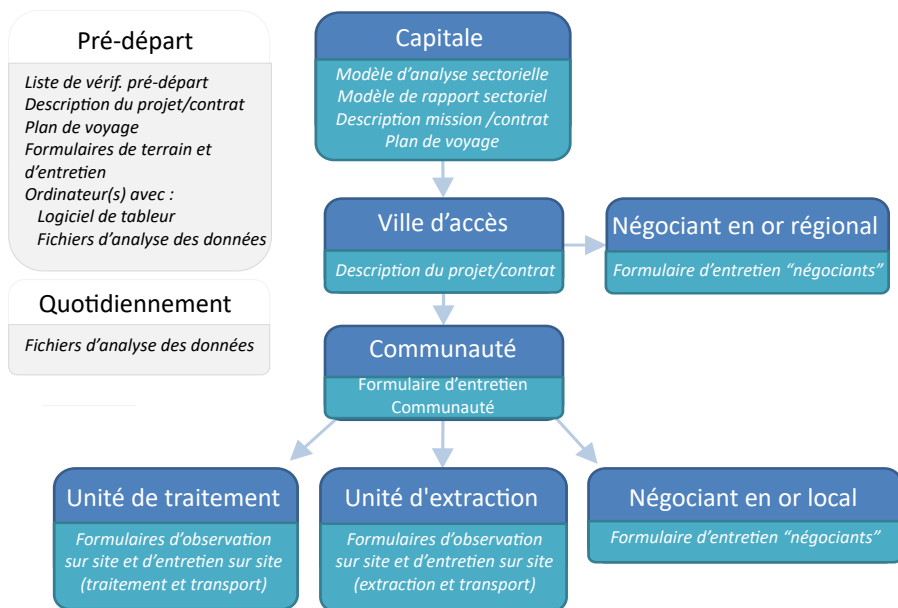 Pré-départ
Liste de vérif. pré-départ
Description du projet/contrat
Plan de voyage
Formulaires de terrain et
d'entretien
Ordinateur(s) avec :
Logiciel de tableur
Fichiers d'analyse des données
Quotidiennement
Fichiers d'analyse des données
Capitale
Modèle d'analyse sectorielle
Modèle de rapport sectoriel
Description mission /contrat
Plan de voyage
Ville d'accès
Description du projet/contrat
Négociant en or régional
Formulaire d'entretien "négociants"
Communauté
Formulaire d'entretien
Communauté
Unité de traitement
Formulaires d'observation
sur site et d'entretien sur site
(traitement et transport)
Unité d'extraction
Formulaires d'observation
sur site et d'entretien sur site
(extraction et transport)
Négociant en or local
Formulaire d'entretien "négociants"